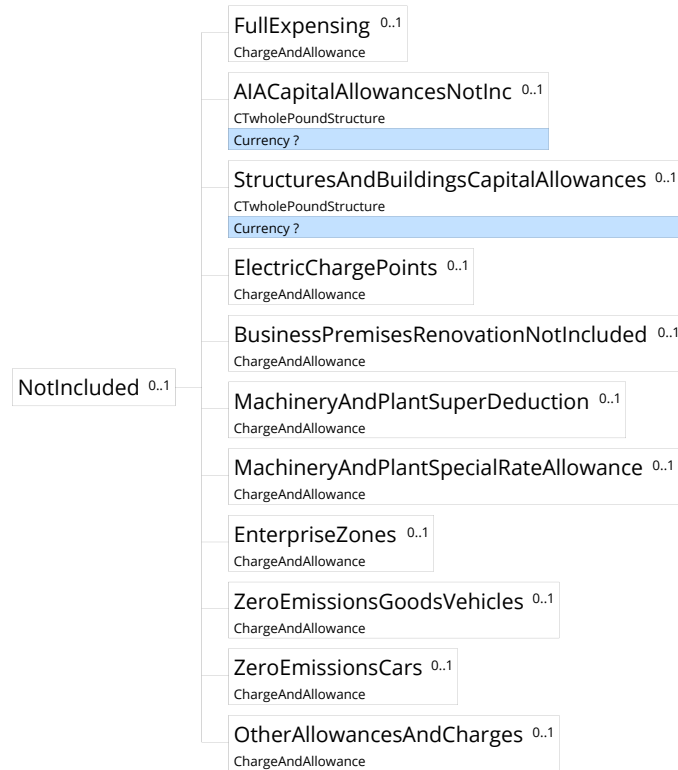 FullExpensing 0..1
ChargeAndAllowance
AIACapitalAllowancesNotInc 0..1
CTwholePoundStructure
Currency ?
StructuresAndBuildingsCapitalAllowances 0..1
CTwholePoundStructure
Currency ?
ElectricChargePoints 0..1
ChargeAndAllowance
BusinessPremisesRenovationNotIncluded 0..1
ChargeAndAllowance
NotIncluded 0..1
MachineryAndPlantSuperDeduction 0..1
ChargeAndAllowance
MachineryAndPlantSpecialRateAllowance 0..1
ChargeAndAllowance
EnterpriseZones 0..1
ChargeAndAllowance
ZeroEmissionsGoodsVehicles 0..1
ChargeAndAllowance
ZeroEmissionsCars 0..1
ChargeAndAllowance
OtherAllowancesAndCharges 0..1
ChargeAndAllowance